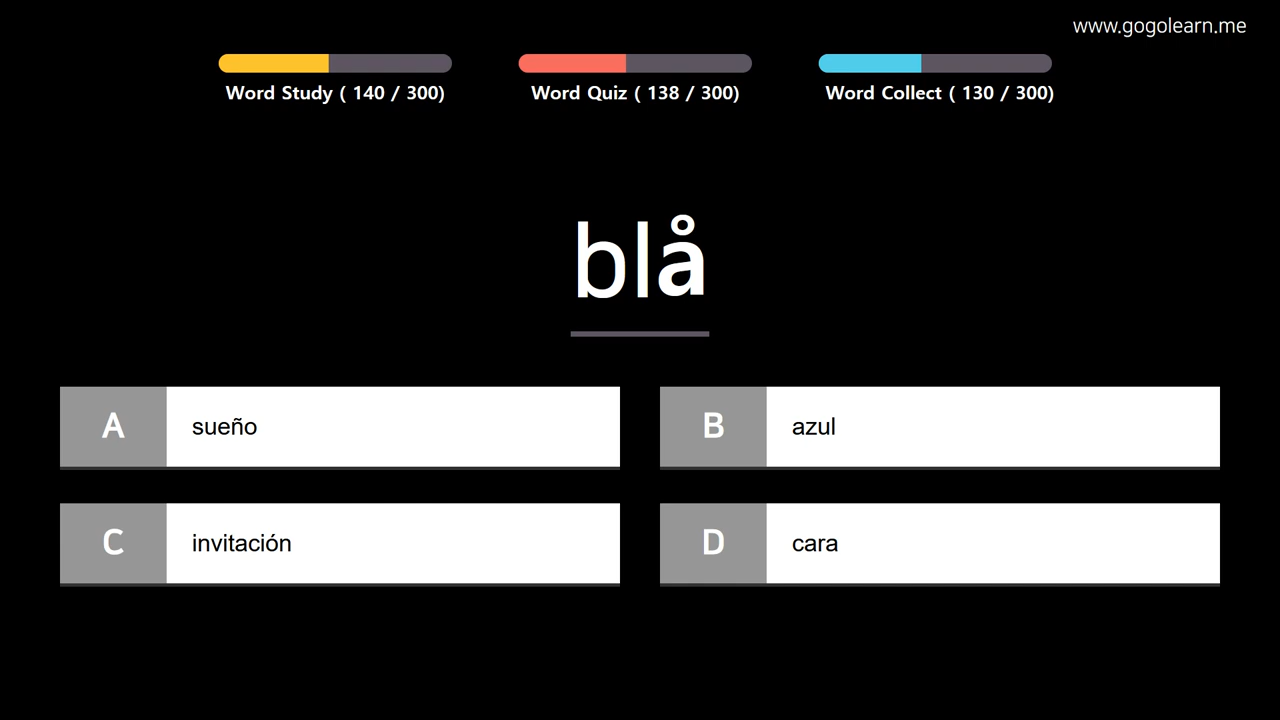 www.gogolearn.me
Word Study ( 140 / 300)
Word Quiz ( 138 / 300)
Word Collect ( 130 / 300)
blå
A sueño
B azul
C invitación
D cara